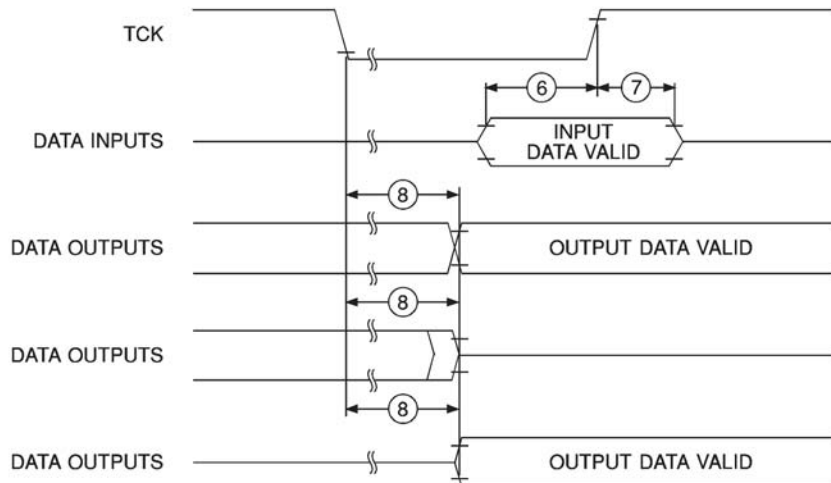 TCK
6
7
DATA INPUTS
INPUT
DATA VALID
8
DATA OUTPUTS
OUTPUT DATA VALID
8
DATA OUTPUTS
8
DATA OUTPUTS
OUTPUT DATA VALID